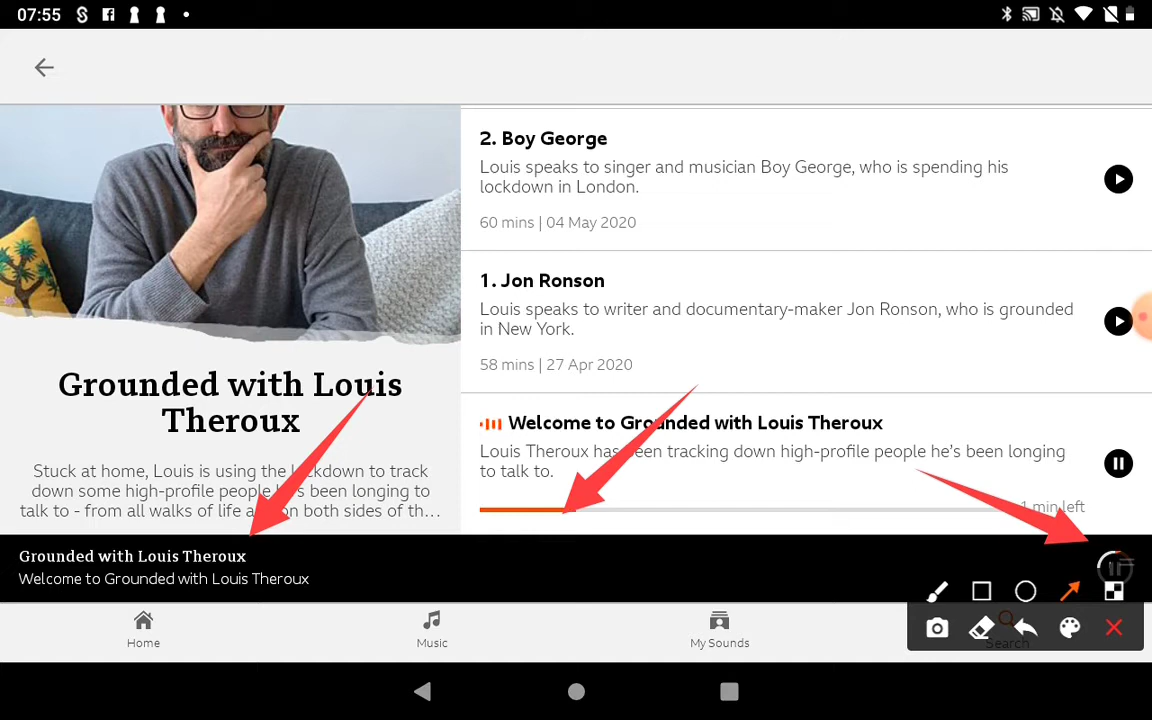 07:55
2. Boy George
Louis speaks to singer and musician Boy George, who is spending his
lockdown in London.
60 mins | 04 May 2020
1. Jon Ronson
Louis speaks to writer and documentary-maker Jon Ronson, who is grounded
in New York.
58 mins | 27 Apr 2020
Welcome to Grounded with Louis Theroux
Louis Theroux has been tracking down high-profile people he's been longing
to talk to.
1 min left
Grounded with Louis
Theroux
Stuck at home, Louis is using the lockdown to track
down some high-profile people he's been longing to
talk to - from all walks of life and on both sides of th...
Grounded with Louis Theroux
Welcome to Grounded with Louis Theroux
Home
Music
My Sounds
Search